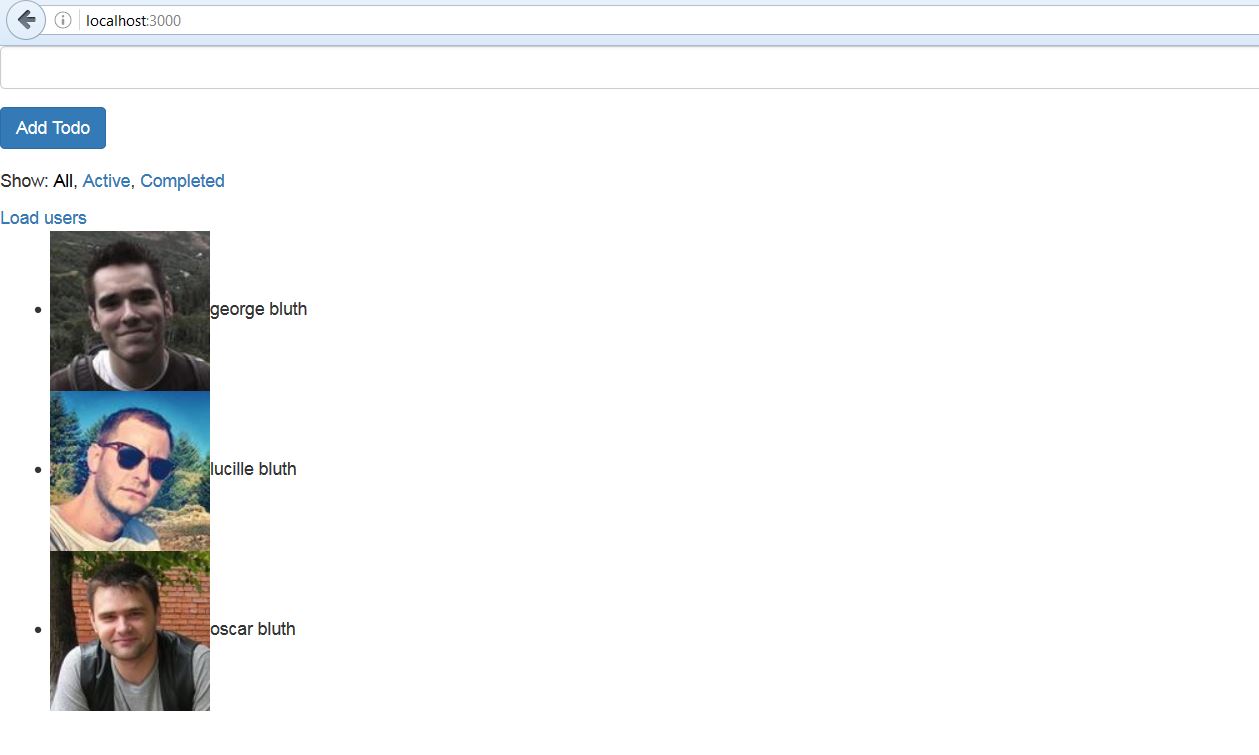 localhost:3000
Add Todo
Show: All, Active, Completed
Load users
george bluth
lucille bluth
oscar bluth